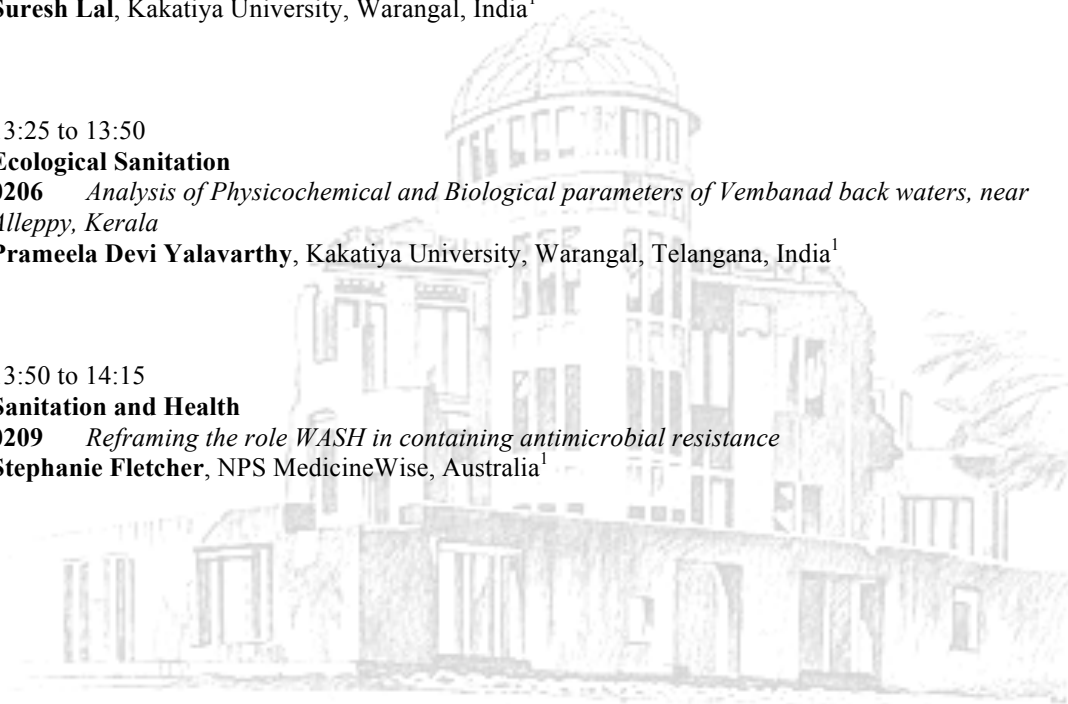 Suresh Lal, Kakatiya University, Warangal, India¹
3:25 to 13:50
Ecological Sanitation
0206 Analysis of Physicochemical and Biological parameters of Vembanad back waters, near
Alleppy, Kerala
Prameela Devi Yalavarthy, Kakatiya University, Warangal, Telangana, India¹
3:50 to 14:15
Sanitation and Health
0209 Reframing the role WASH in containing antimicrobial resistance
Stephanie Fletcher, NPS MedicineWise, Australia¹